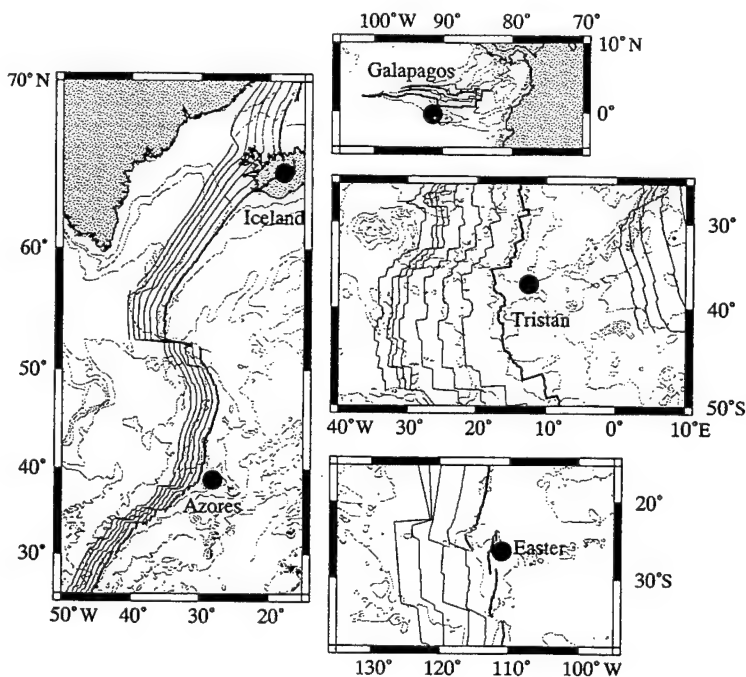 70° N
60°
50°
40°
30°
50° W
40°
30°
20°
Iceland
Azores
100° W
90°
80°
70°
10° N
0°
Galapagos
30°
40°
50° S
40° W
30°
20°
10°
0°
10° E
Tristan
20°
30° S
130°
120°
110°
100° W
Easter